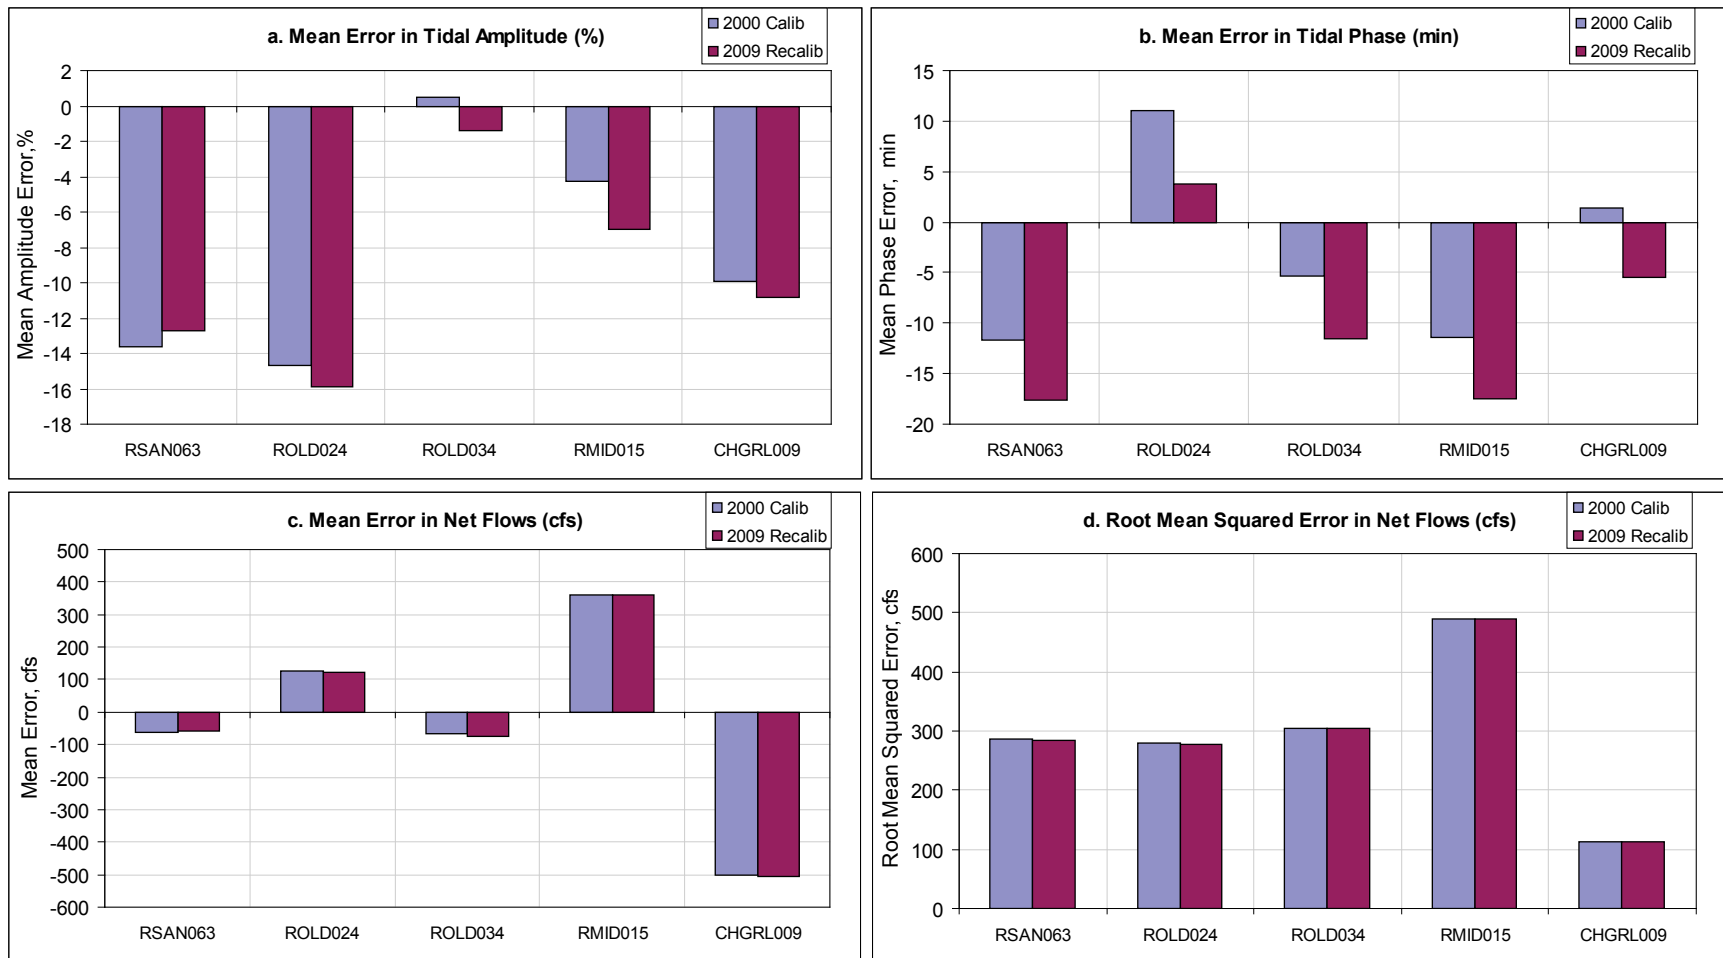 2000 Calib
2009 Recalib
a. Mean Error in Tidal Amplitude (%)
Mean Amplitude Error,%
2
0
-2
-4
-6
-8
-10
-12
-14
-16
-18
RSAN063 ROLD024 ROLD034 RMID015 CHGRL009
2000 Calib
2009 Recalib
b. Mean Error in Tidal Phase (min)
Mean Phase Error, min
15
10
5
0
-5
-10
-15
-20
RSAN063 ROLD024 ROLD034 RMID015 CHGRL009
2000 Calib
2009 Recalib
c. Mean Error in Net Flows (cfs)
Mean Error, cfs
500
400
300
200
100
0
-100
-200
-300
-400
-500
-600
RSAN063 ROLD024 ROLD034 RMID015 CHGRL009
2000 Calib
2009 Recalib
d. Root Mean Squared Error in Net Flows (cfs)
Root Mean Squared Error, cfs
600
500
400
300
200
100
0
RSAN063 ROLD024 ROLD034 RMID015 CHGRL009